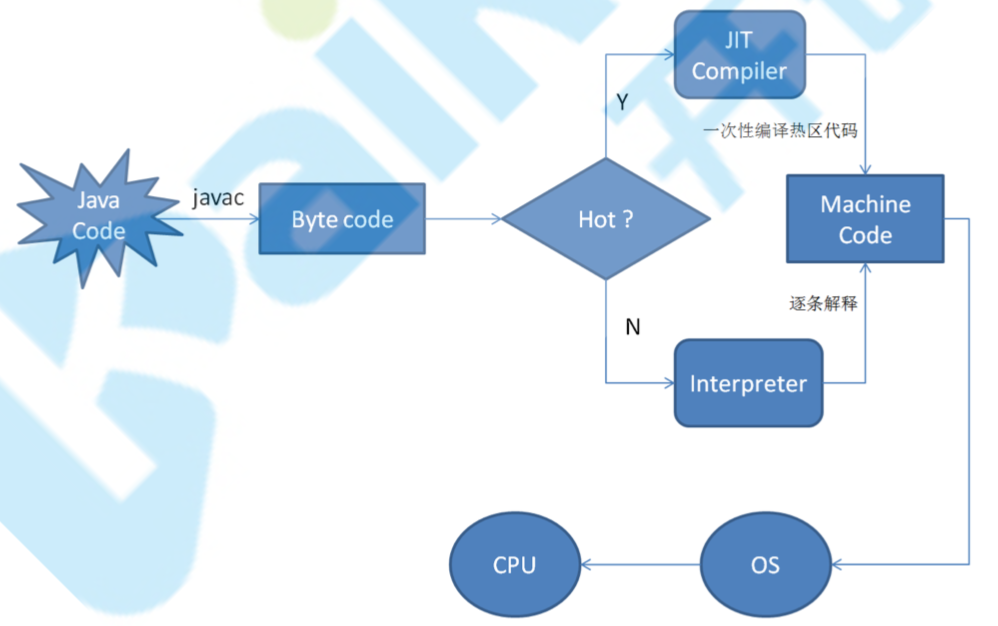 JIT
Compiler
Y
一次性编译热区代码
Java
Code
javac
Byte code
Hot ?
Machine
Code
逐条解释
N
Interpreter
CPU
OS